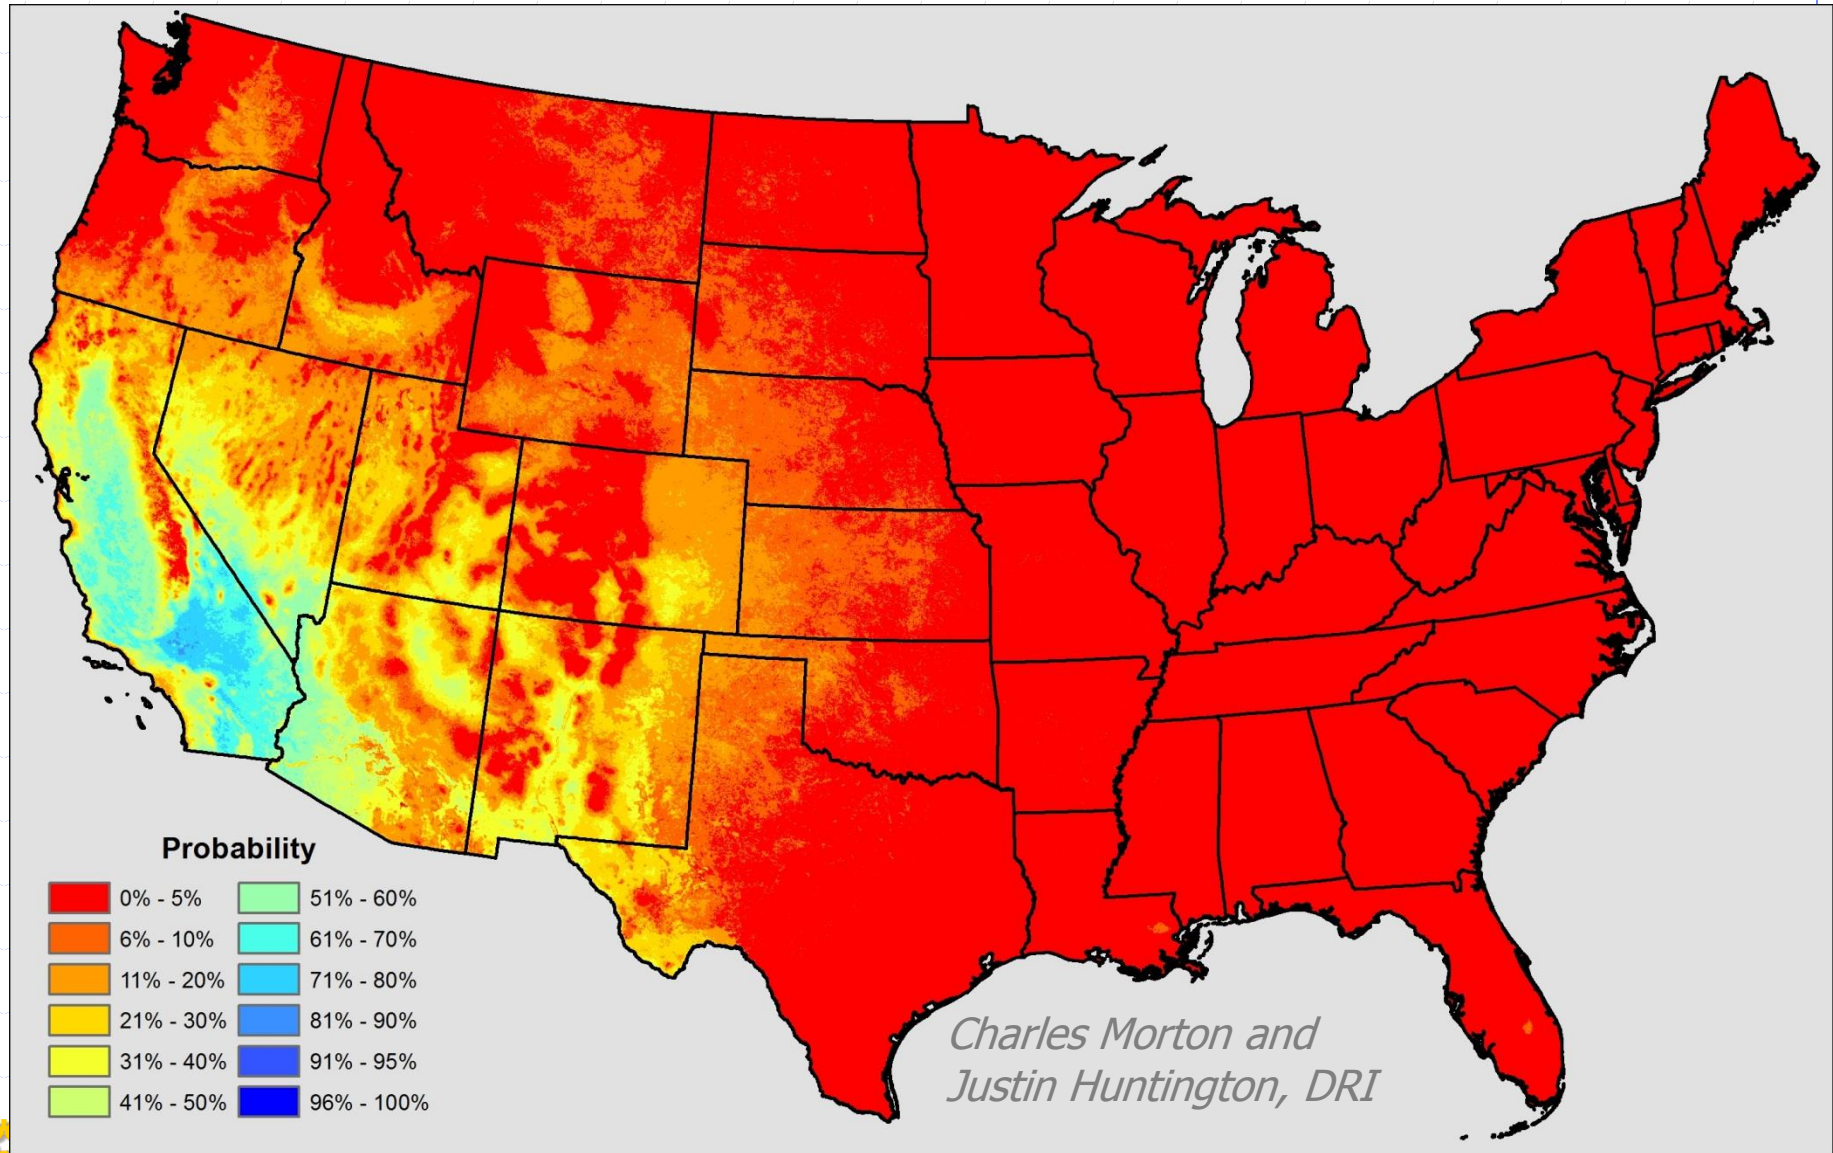 Probability
0% - 5%
6% - 10%
11% - 20%
21% - 30%
31% - 40%
41% - 50%
51% - 60%
61% - 70%
71% - 80%
81% - 90%
91% - 95%
96% - 100%
Charles Morton and
Justin Huntington, DRI